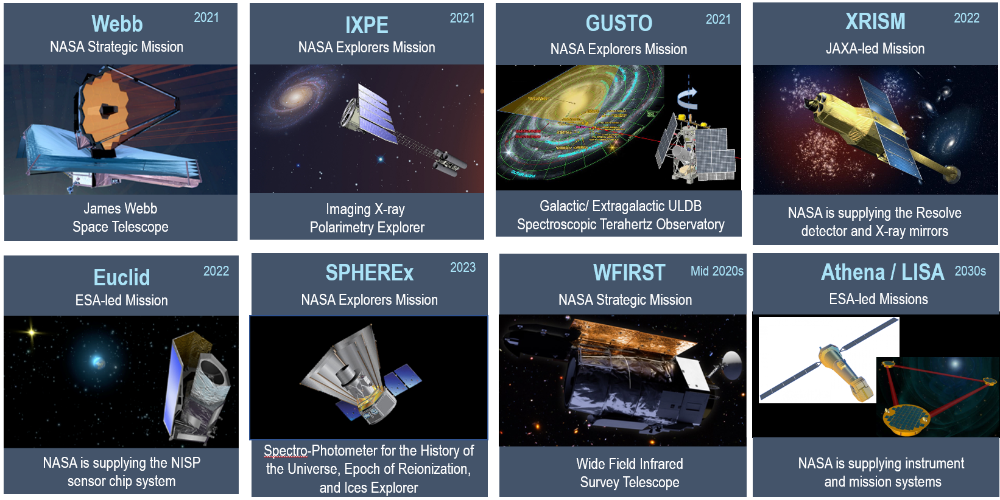 Webb
2021
NASA Strategic Mission
James Webb
Space Telescope
IXPE
2021
NASA Explorers Mission
Imaging X-ray
Polarimetry Explorer
GUSTO
2021
NASA Explorers Mission
OUTER ARM
Galactic/ Extragalactic ULDB
Spectroscopic Terahertz Observatory
XRISM
2022
JAXA-led Mission
NASA is supplying the Resolve
detector and X-ray mirrors
Euclid
2022
ESA-led Mission
NASA is supplying the NISP
sensor chip system
SPHEREx
2023
NASA Explorers Mission
Spectro-Photometer for the History of
the Universe, Epoch of Reionization,
and Ices Explorer
WFIRST
Mid 2020s
NASA Strategic Mission
Wide Field Infrared
Survey Telescope
Athena / LISA
2030s
ESA-led Missions
NASA is supplying instrument
and mission systems